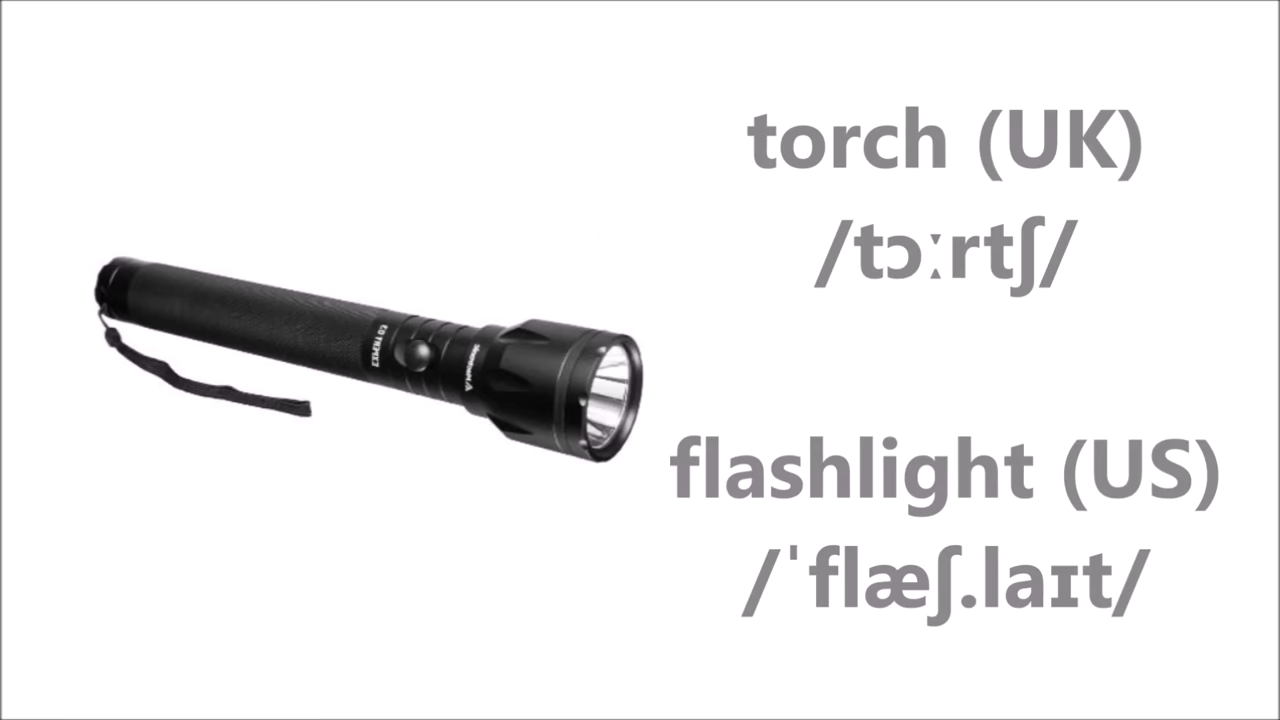 torch (UK)
/tɔːrtʃ/
flashlight (US)
/ˈflæʃ.laɪt/